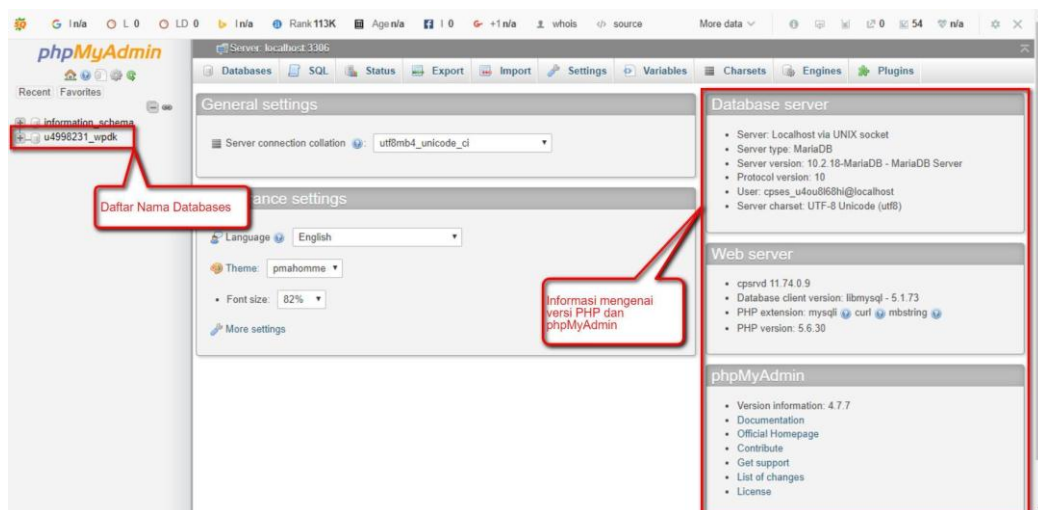 I n/a
L 0
LD 0
I n/a
Rank 113K
Age n/a
I 0
+1 n/a
whois
source
More data
0
54
n/a
phpMyAdmin
Recent Favorites
information_schema
u4998231_wpdk
Daftar Nama Databases
Server: localhost:3306
Databases SQL Status Export Import Settings Variables Charsets Engines Plugins
General settings
Server connection collation : utf8mb4_unicode_ci
ance settings
Language English
Theme: pmahomme
Font size: 82%
More settings
Informasi mengenai
versi PHP dan
phpMyAdmin
Database server
Server: Localhost via UNIX socket
Server type: MariaDB
Server version: 10.2.18-MariaDB - MariaDB Server
Protocol version: 10
User: cpses_u4ou8l68hi@localhost
Server charset: UTF-8 Unicode (utf8)
Web server
cpsrvd 11.74.0.9
Database client version: libmysql - 5.1.73
PHP extension: mysqli curl mbstring
PHP version: 5.6.30
phpMyAdmin
Version information: 4.7.7
Documentation
Official Homepage
Contribute
Get support
List of changes
License